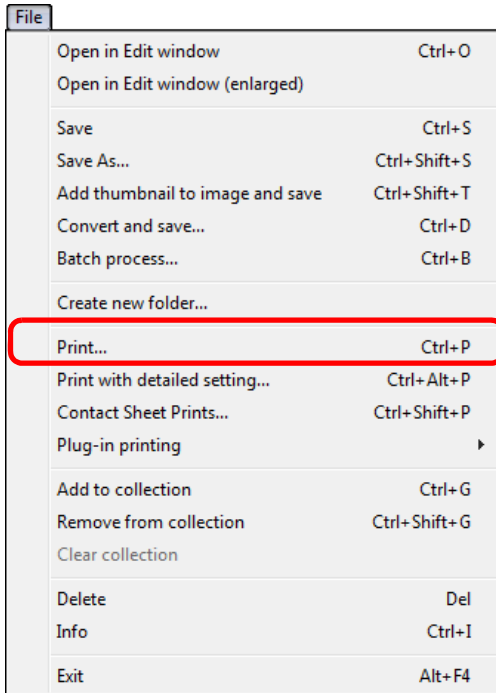 File
Open in Edit window Ctrl+O
Open in Edit window (enlarged)
Save Ctrl+S
Save As... Ctrl+Shift+S
Add thumbnail to image and save Ctrl+Shift+T
Convert and save... Ctrl+D
Batch process... Ctrl+B
Create new folder...
Print... Ctrl+P
Print with detailed setting... Ctrl+Alt+P
Contact Sheet Prints... Ctrl+Shift+P
Plug-in printing
Add to collection Ctrl+G
Remove from collection Ctrl+Shift+G
Clear collection
Delete Del
Info Ctrl+I
Exit Alt+F4